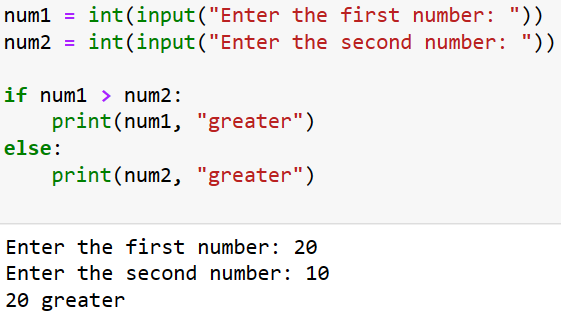 num1 = int(input("Enter the first number: "))
num2 = int(input("Enter the second number: "))
if num1 > num2:
    print(num1, "greater")
else:
    print(num2, "greater")
Enter the first number: 20
Enter the second number: 10
20 greater